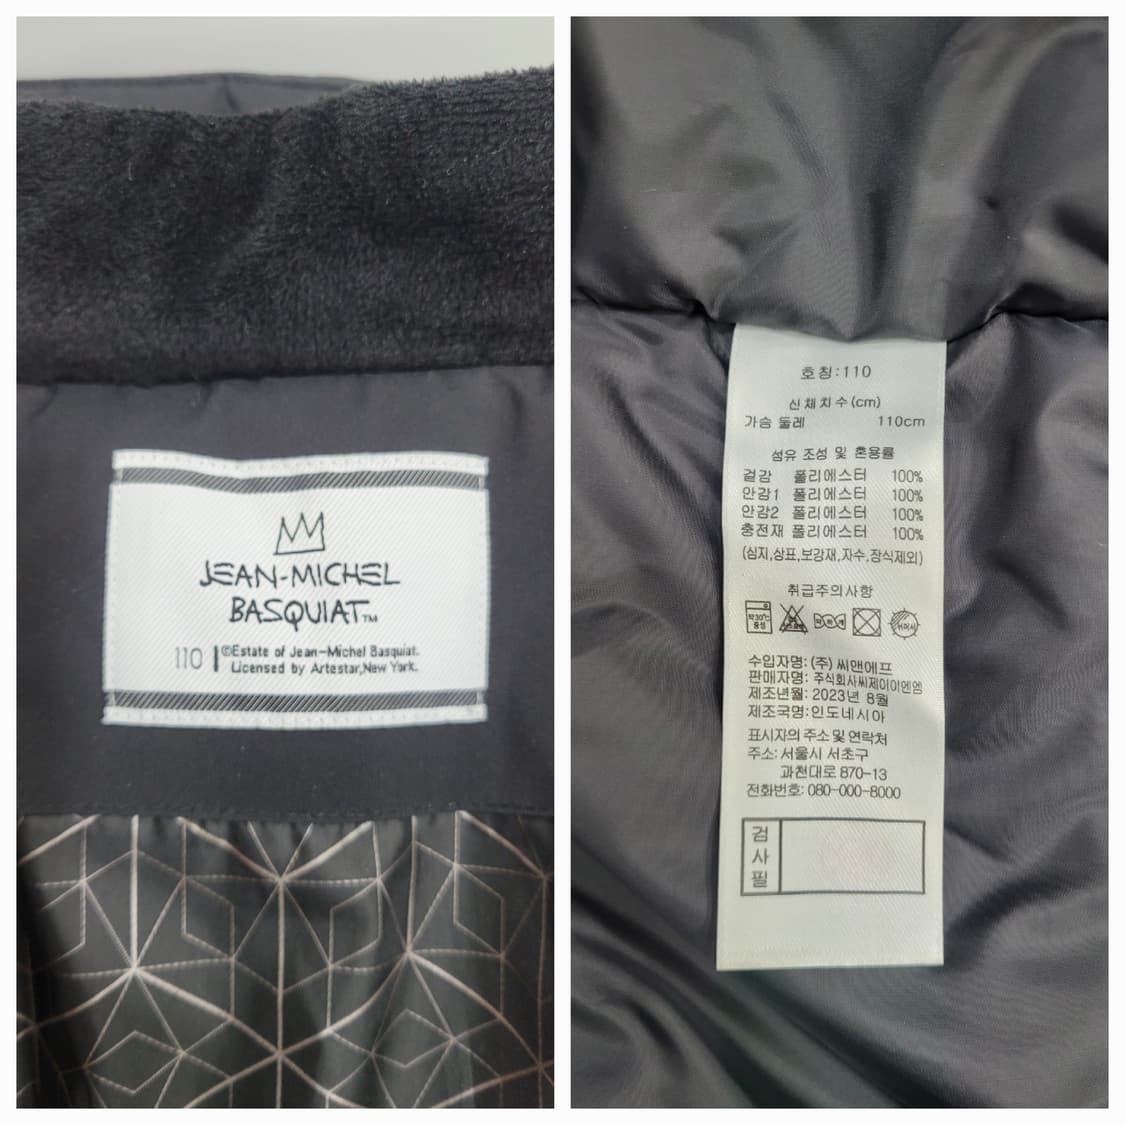 JEAN-MICHEL
BASQUIAT™
110
©Estate of Jean-Michel Basquiat.
Licensed by Artestar,New York.
호칭:110
신체치수(cm)
가슴 둘레 110cm
섬유 조성 및 혼용률
겉감 폴리에스터 100%
안감1 폴리에스터 100%
안감2 폴리에스터 100%
충전재 폴리에스터 100%
(심지,상표,보강재,자수,장식제외)
취급주의사항
약30℃
중성
약하게
수입자명: (주) 씨앤에프
판매자명: 주식회사씨제이이엔엠
제조년월: 2023년 8월
제조국명:인도네시아
표시자의 주소 및 연락처
주소: 서울시 서초구
과천대로 870-13
전화번호: 080-000-8000
검
사
필